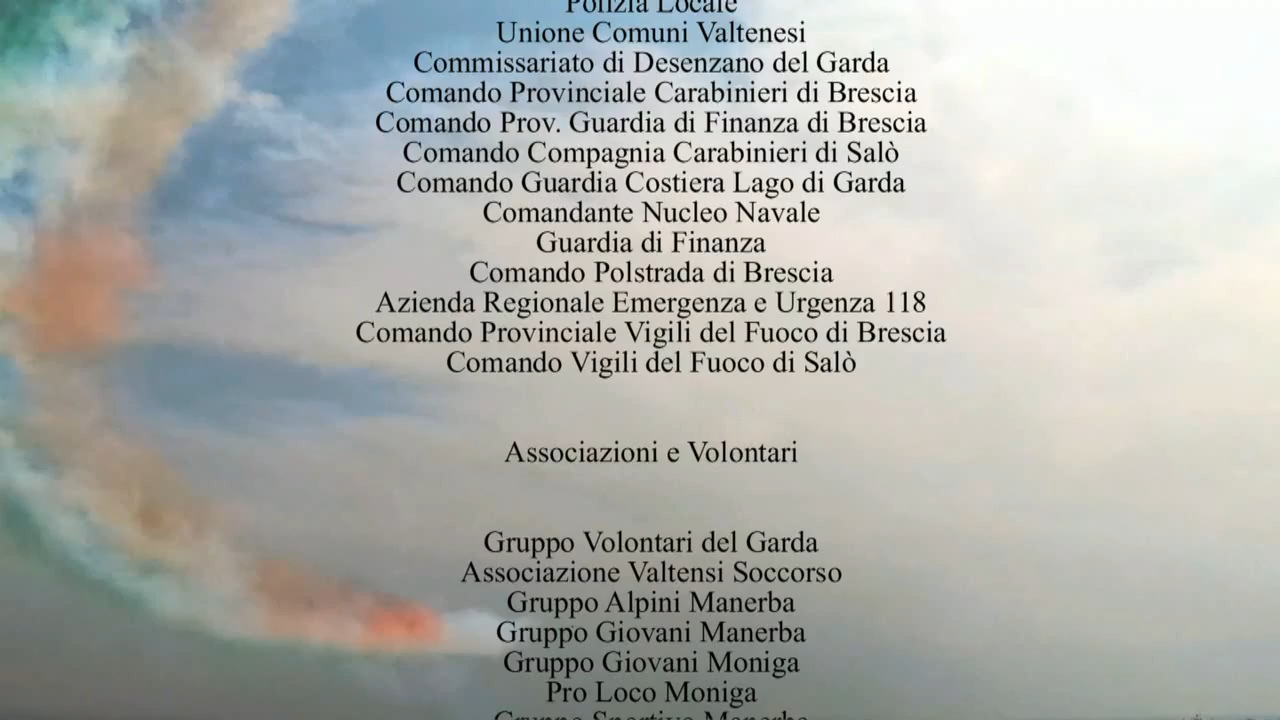 Polizia Locale
Unione Comuni Valtenesi
Commissariato di Desenzano del Garda
Comando Provinciale Carabinieri di Brescia
Comando Prov. Guardia di Finanza di Brescia
Comando Compagnia Carabinieri di Salò
Comando Guardia Costiera Lago di Garda
Comandante Nucleo Navale
Guardia di Finanza
Comando Polstrada di Brescia
Azienda Regionale Emergenza e Urgenza 118
Comando Provinciale Vigili del Fuoco di Brescia
Comando Vigili del Fuoco di Salò
Associazioni e Volontari
Gruppo Volontari del Garda
Associazione Valtensi Soccorso
Gruppo Alpini Manerba
Gruppo Giovani Manerba
Gruppo Giovani Moniga
Pro Loco Moniga
Gruppo Sportivo Manerba